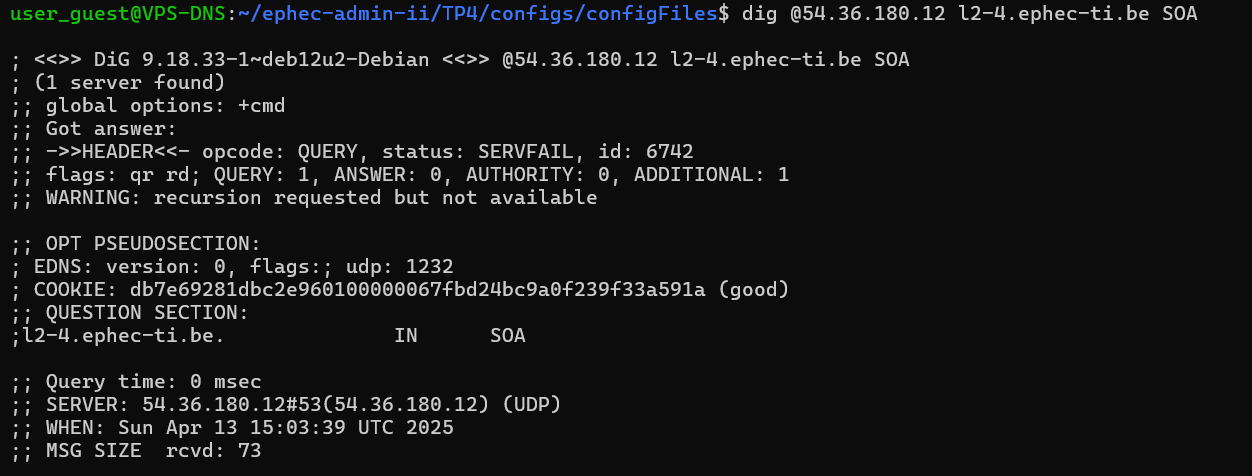 user_guest@VPS-DNS:~/ephec-admin-ii/TP4/configs/configFiles$ dig @54.36.180.12 l2-4.ephec-ti.be SOA

; <<>> DiG 9.18.33-1~deb12u2-Debian <<>> @54.36.180.12 l2-4.ephec-ti.be SOA
; (1 server found)
;; global options: +cmd
;; Got answer:
;; ->>HEADER<<- opcode: QUERY, status: SERVFAIL, id: 6742
;; flags: qr rd; QUERY: 1, ANSWER: 0, AUTHORITY: 0, ADDITIONAL: 1
;; WARNING: recursion requested but not available

;; OPT PSEUDOSECTION:
; EDNS: version: 0, flags:; udp: 1232
; COOKIE: db7e69281dbc2e960100000067fbd24bc9a0f239f33a591a (good)
;; QUESTION SECTION:
;l2-4.ephec-ti.be.		IN	SOA

;; Query time: 0 msec
;; SERVER: 54.36.180.12#53(54.36.180.12) (UDP)
;; WHEN: Sun Apr 13 15:03:39 UTC 2025
;; MSG SIZE  rcvd: 73